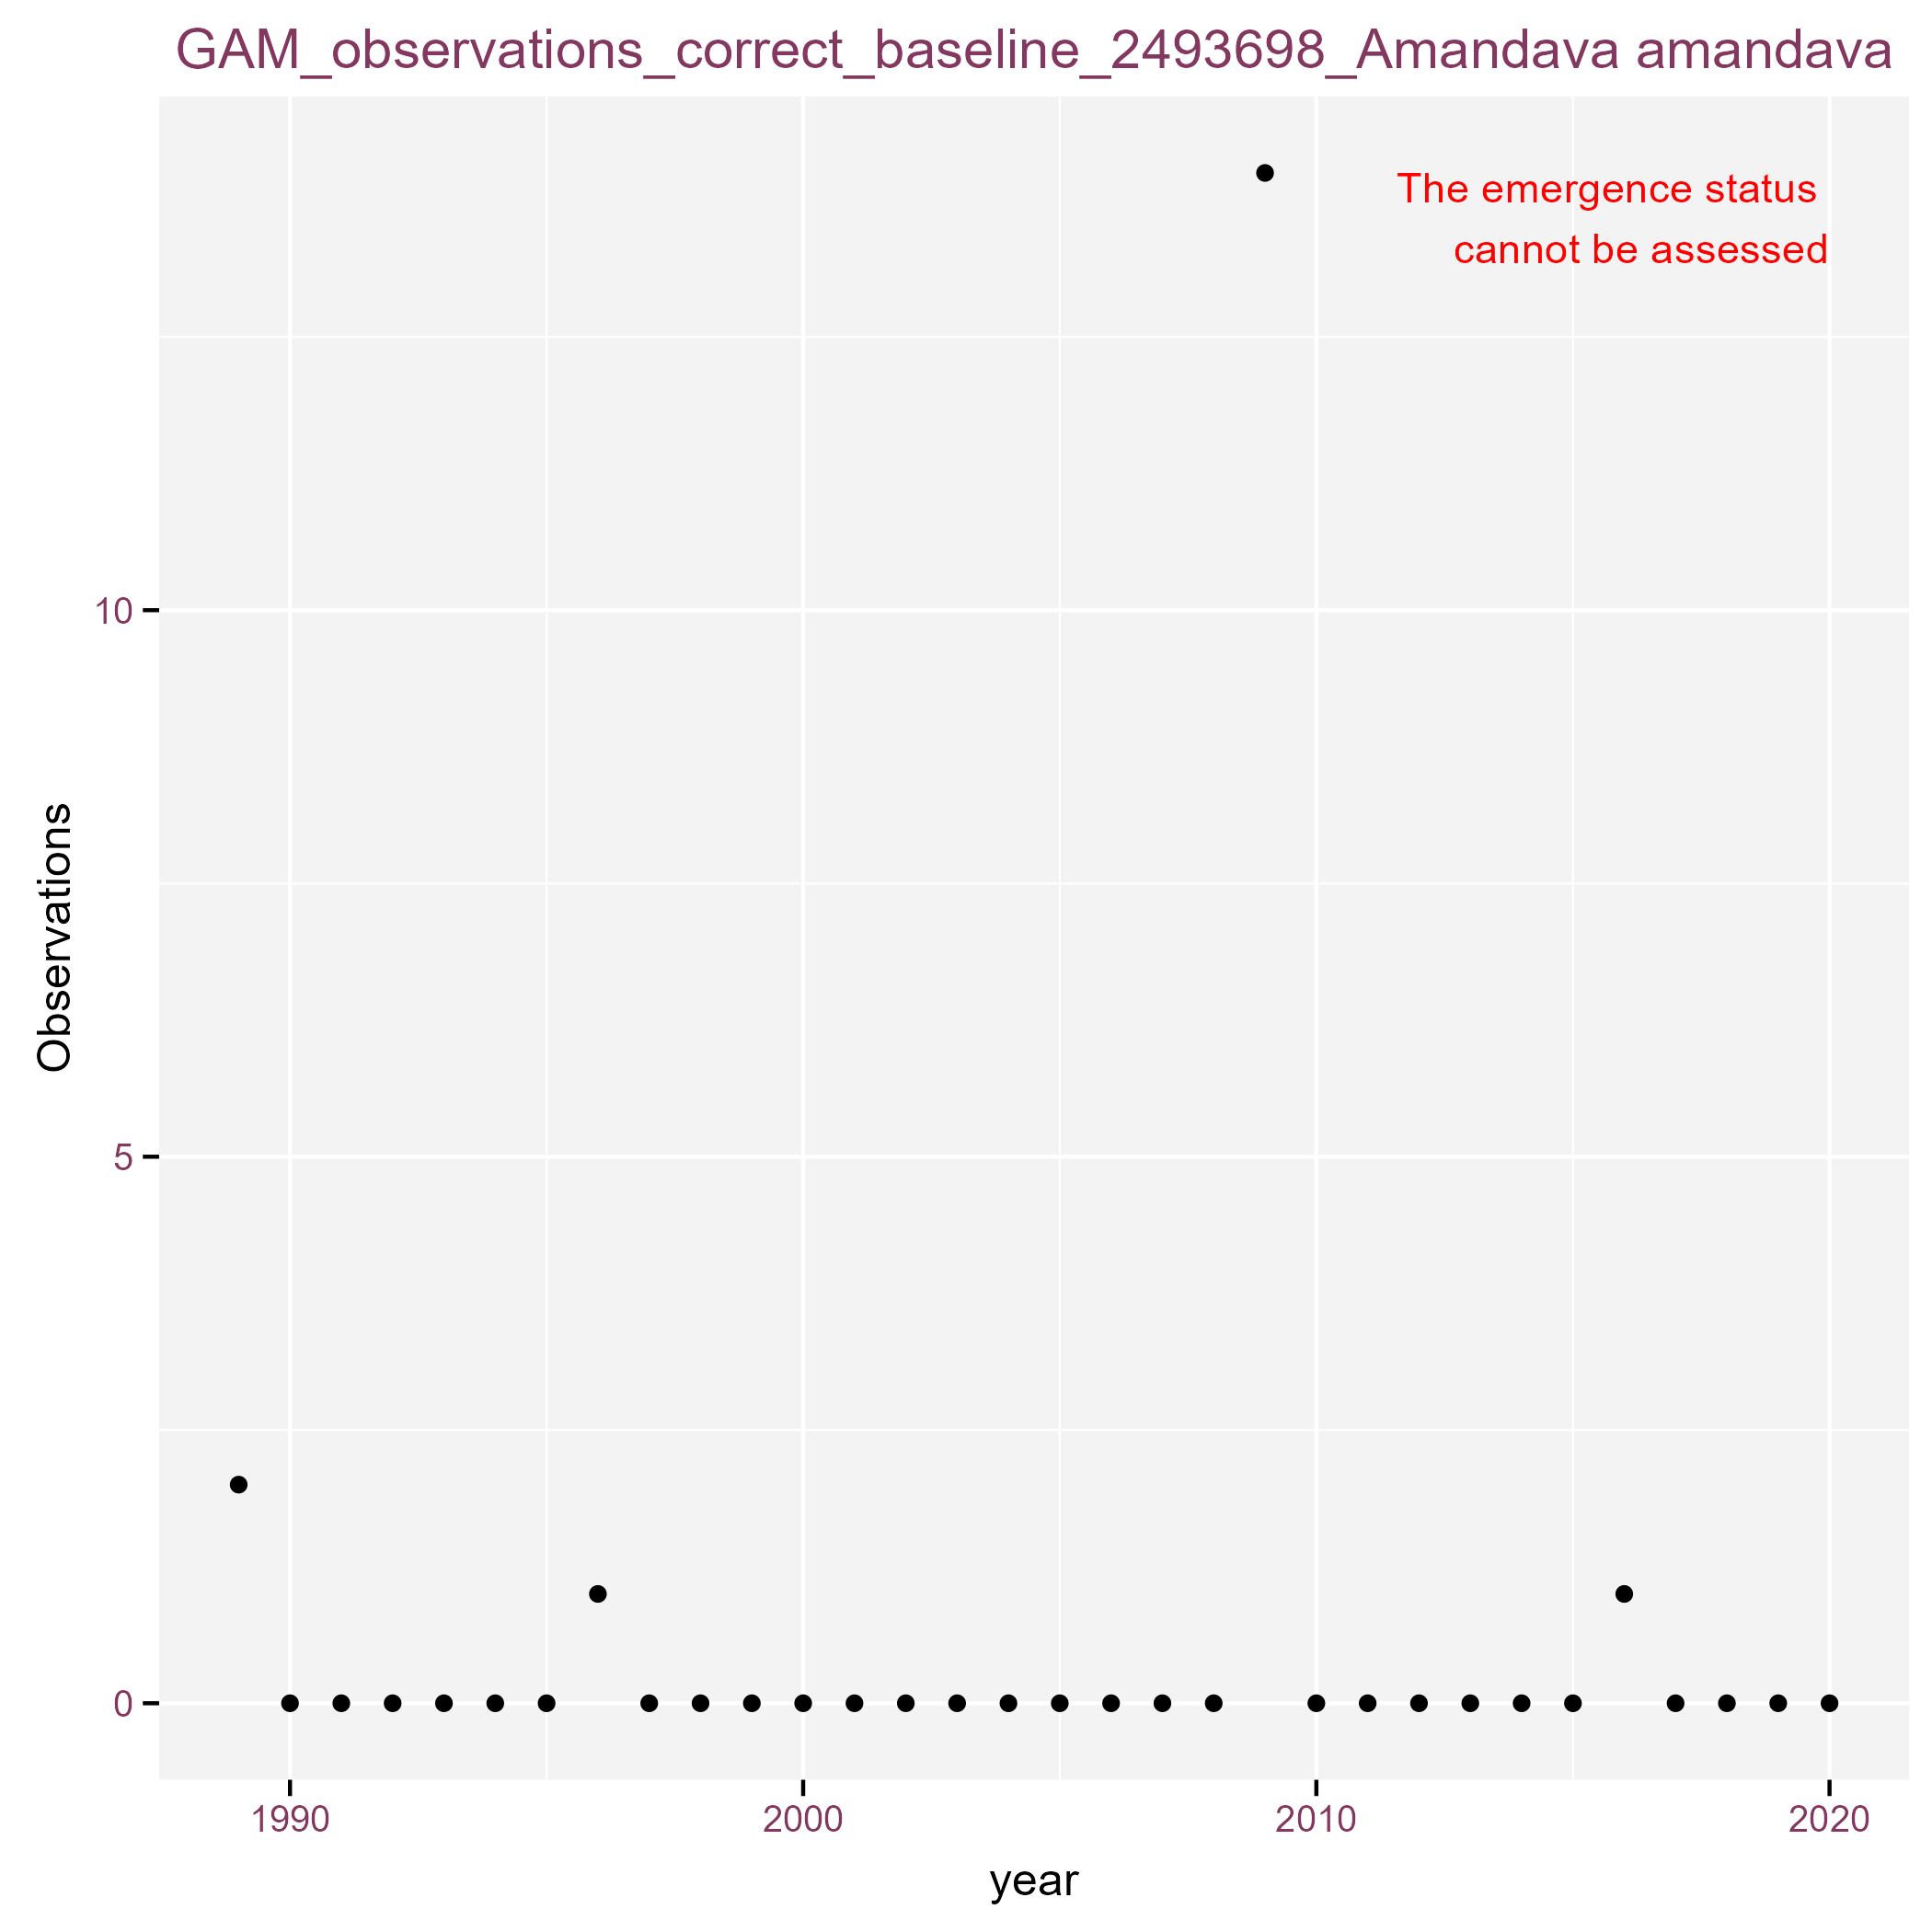 GAM_observations_correct_baseline_2493698_Amandava amandava
The emergence status
cannot be assessed
10
5
0
Observations
1990 2000 2010 2020
year